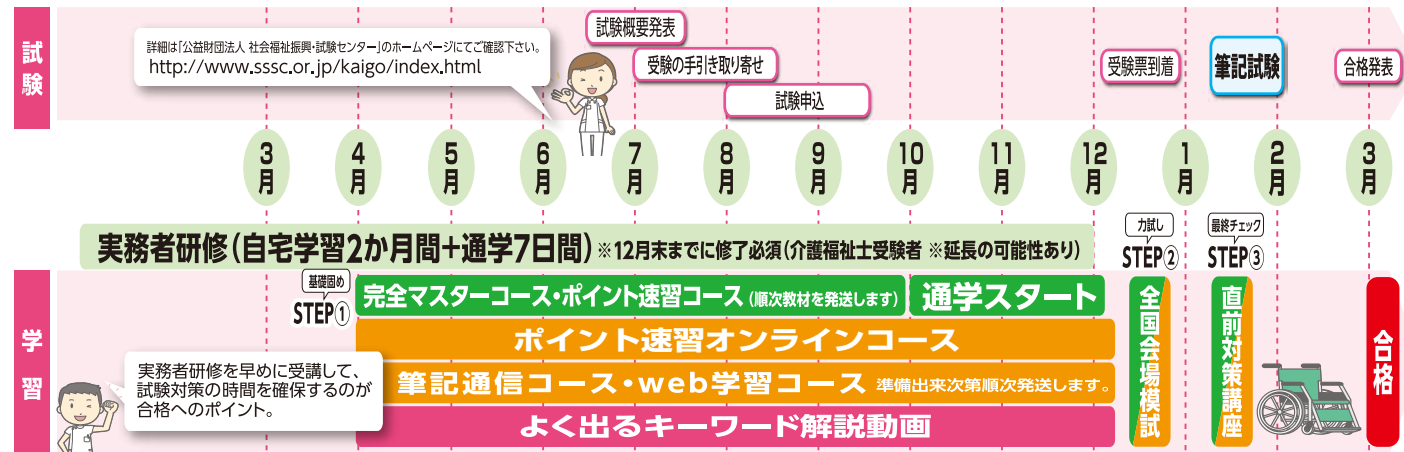 試験
詳細は「公益財団法人 社会福祉振興・試験センター」のホームページにてご確認下さい。
http://www.sssc.or.jp/kaigo/index.html
試験概要発表
受験の手引き取り寄せ
試験申込
受験票到着
筆記試験
合格発表
3月
4月
5月
6月
7月
8月
9月
10月
11月
12月
1月
2月
3月
実務者研修(自宅学習2か月間+通学7日間)※12月末までに修了必須(介護福祉士受験者 ※延長の可能性あり)
力試し
STEP②
最終チェック
STEP③
学習
基礎固め
STEP①
完全マスターコース・ポイント速習コース(順次教材を発送します)
通学スタート
ポイント速習オンラインコース
筆記通信コース・web学習コース 準備出来次第順次発送します。
よく出るキーワード解説動画
全国会場模試
直前対策講座
合格
実務者研修を早めに受講して、
試験対策の時間を確保するのが
合格へのポイント。